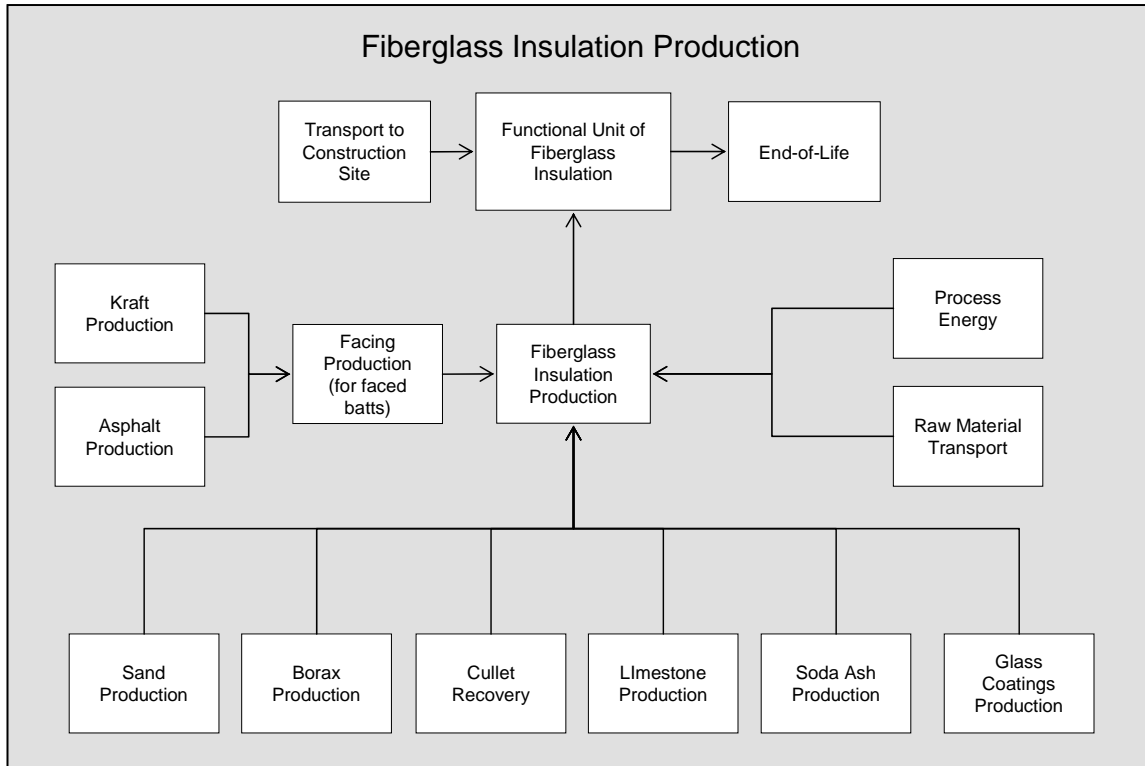 Fiberglass Insulation Production
Transport to
Construction
Site
Functional Unit of
Fiberglass
Insulation
End-of-Life
Kraft
Production
Asphalt
Production
Facing
Production
(for faced
batts)
Fiberglass
Insulation
Production
Process
Energy
Raw Material
Transport
Sand
Production
Borax
Production
Cullet
Recovery
LImestone
Production
Soda Ash
Production
Glass
Coatings
Production